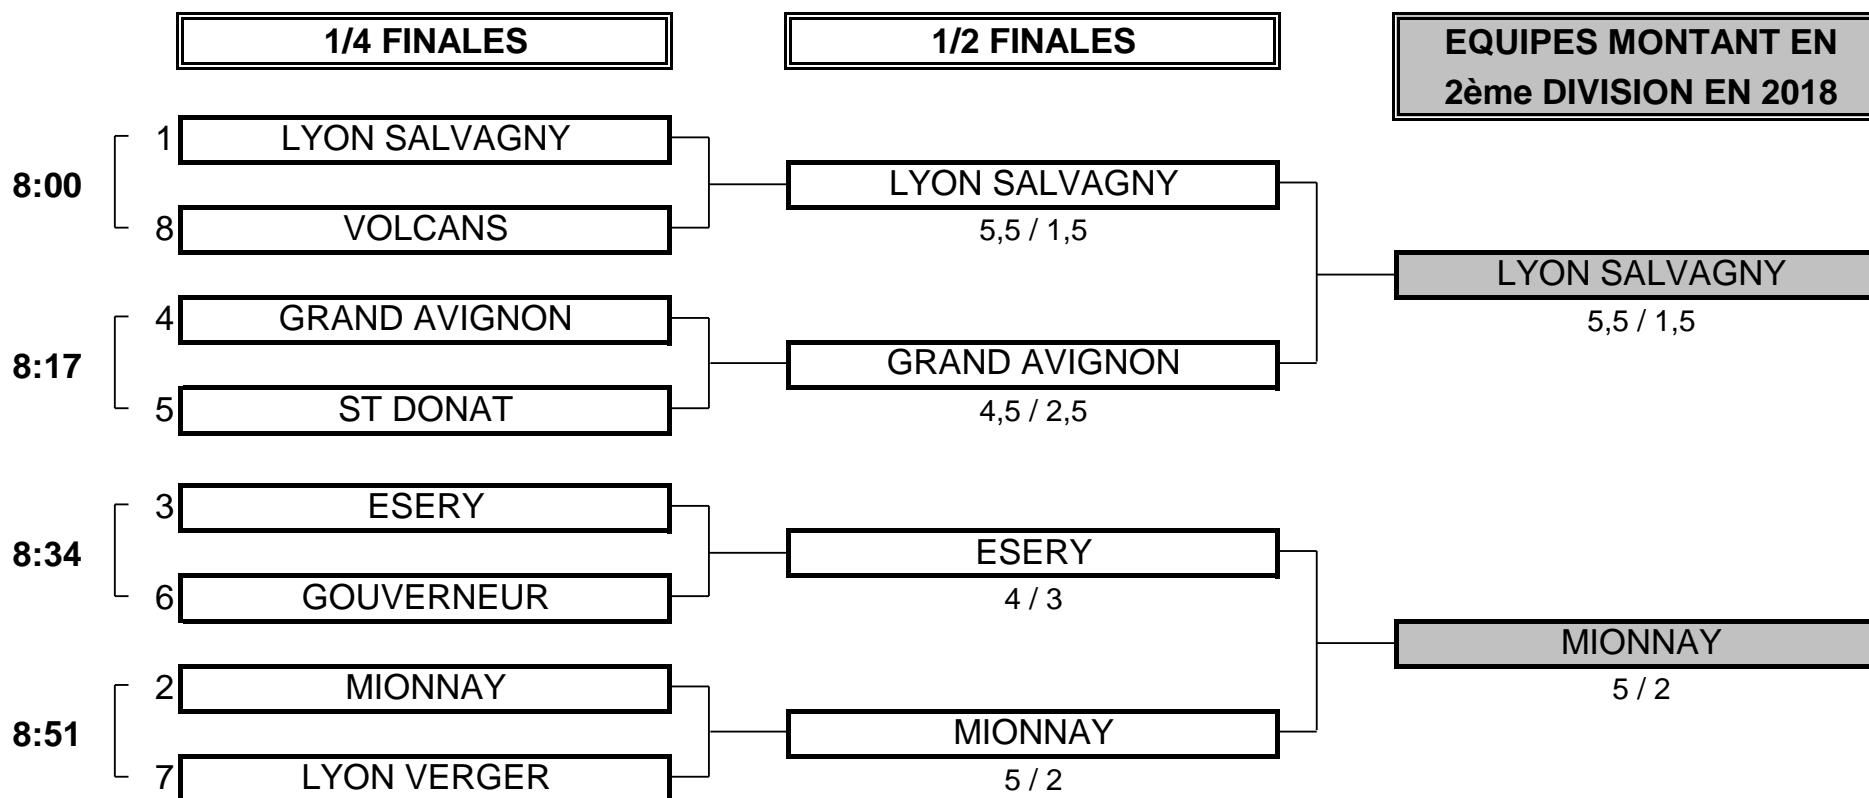 1/4 FINALES
1/2 FINALES
EQUIPES MONTANT EN
2ème DIVISION EN 2018
8:00
1 LYON SALVAGNY
8 VOLCANS
LYON SALVAGNY
5,5 / 1,5
8:17
4 GRAND AVIGNON
5 ST DONAT
GRAND AVIGNON
4,5 / 2,5
LYON SALVAGNY
5,5 / 1,5
8:34
3 ESERY
6 GOUVERNEUR
ESERY
4 / 3
8:51
2 MIONNAY
7 LYON VERGER
MIONNAY
5 / 2
MIONNAY
5 / 2